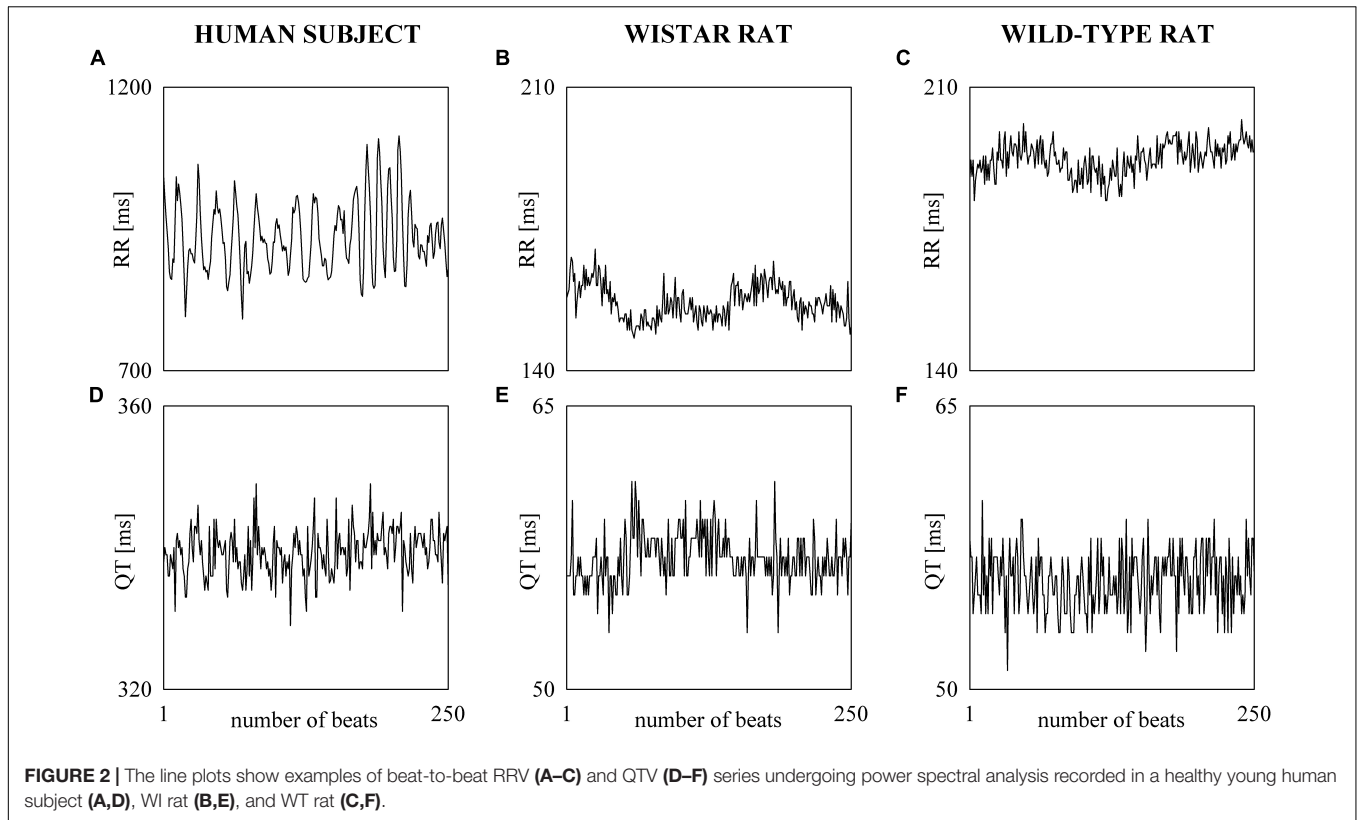 HUMAN SUBJECT
WISTAR RAT
WILD-TYPE RAT
A
B
C
1200
210
210
RR [ms]
RR [ms]
RR [ms]
700
140
140
D
E
F
360
65
65
QT [ms]
QT [ms]
QT [ms]
320
50
50
1
number of beats
250
1
number of beats
250
1
number of beats
250
FIGURE 2 | The line plots show examples of beat-to-beat RRV (A–C) and QTV (D–F) series undergoing power spectral analysis recorded in a healthy young human
subject (A,D), WI rat (B,E), and WT rat (C,F).